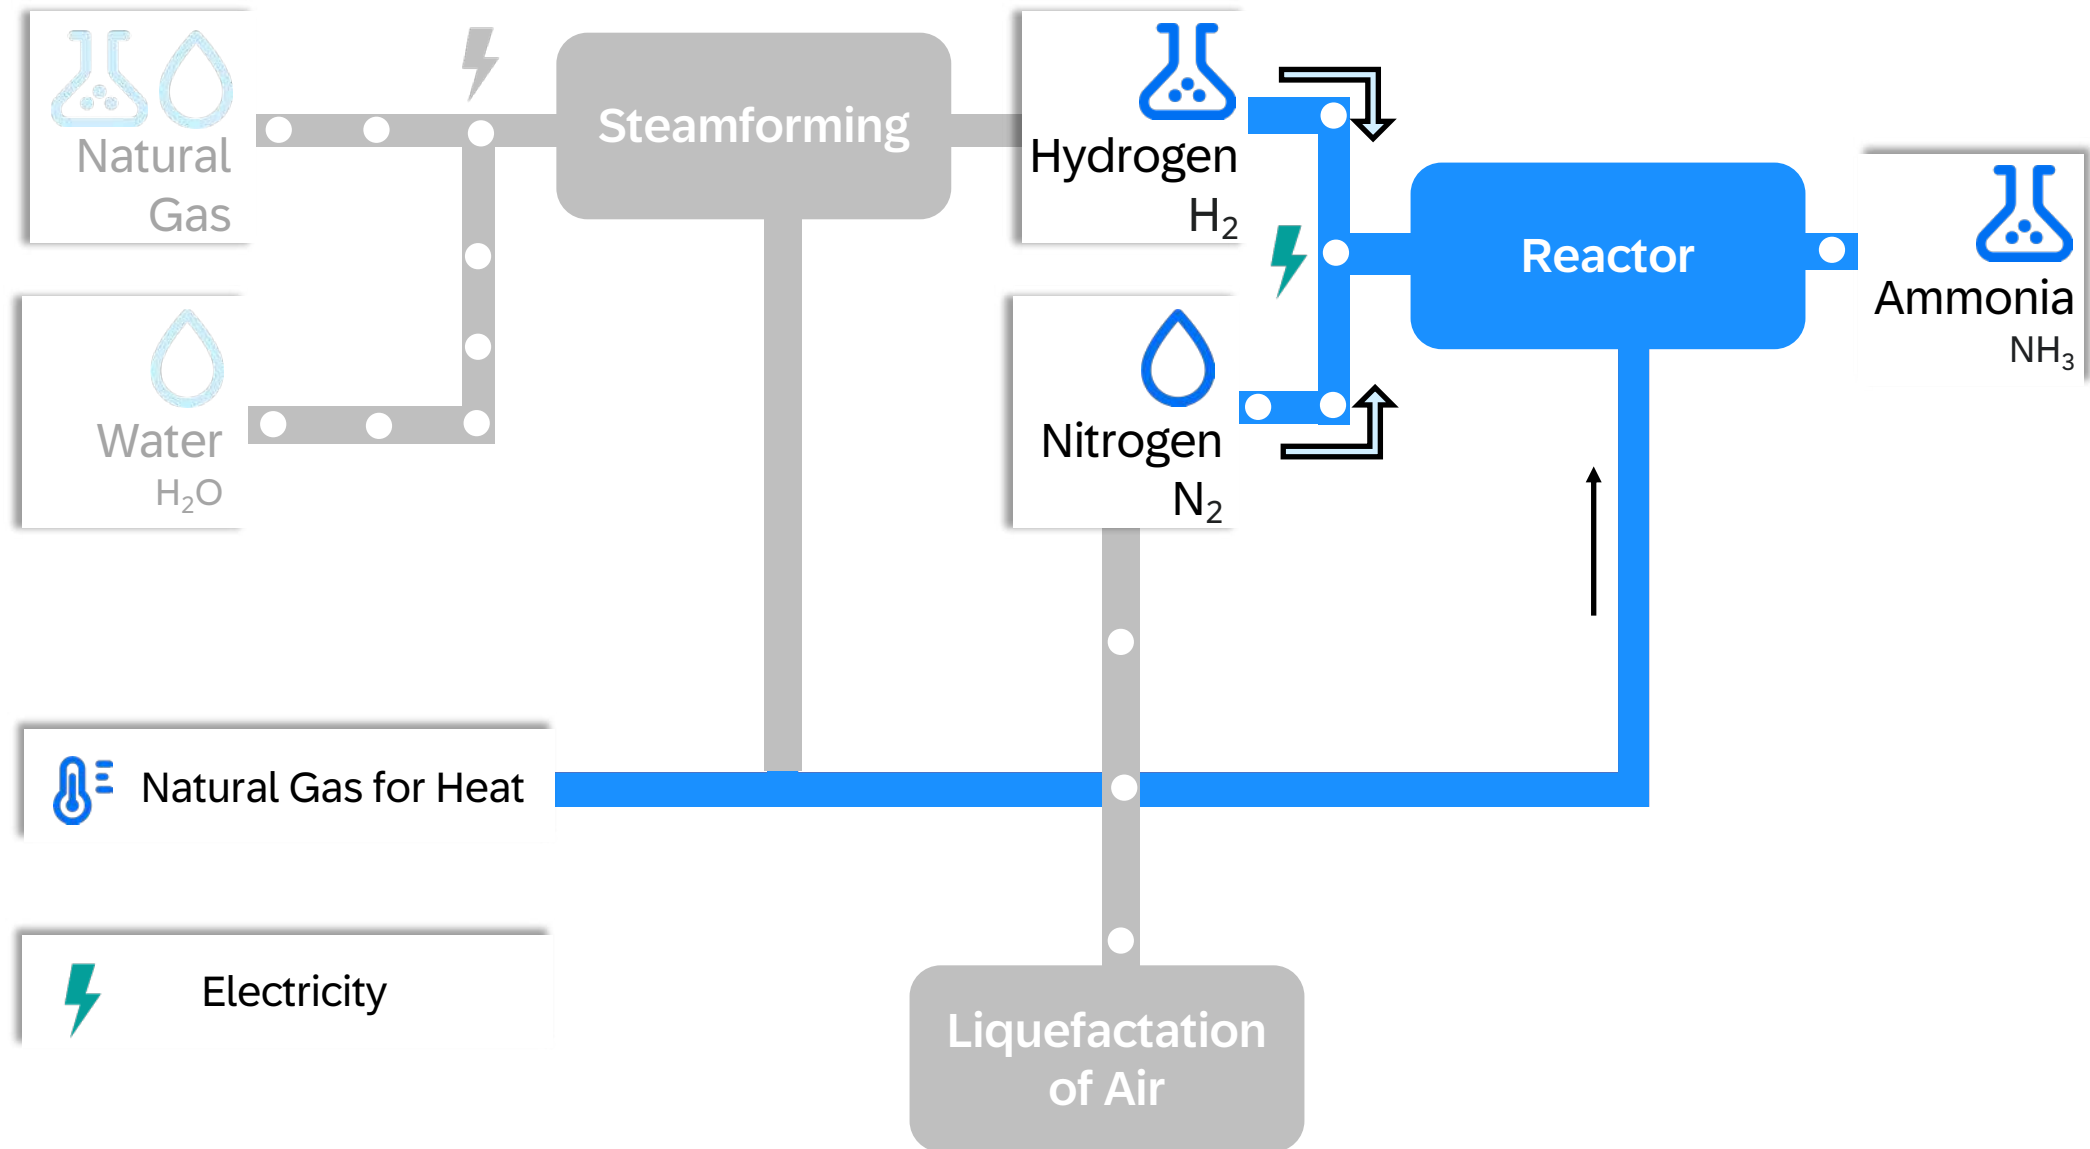 Natural
Gas
Steamforming
Hydrogen
H₂
Reactor
Ammonia
NH₃
Water
H₂O
Nitrogen
N₂
Natural Gas for Heat
Electricity
Liquefactation
of Air